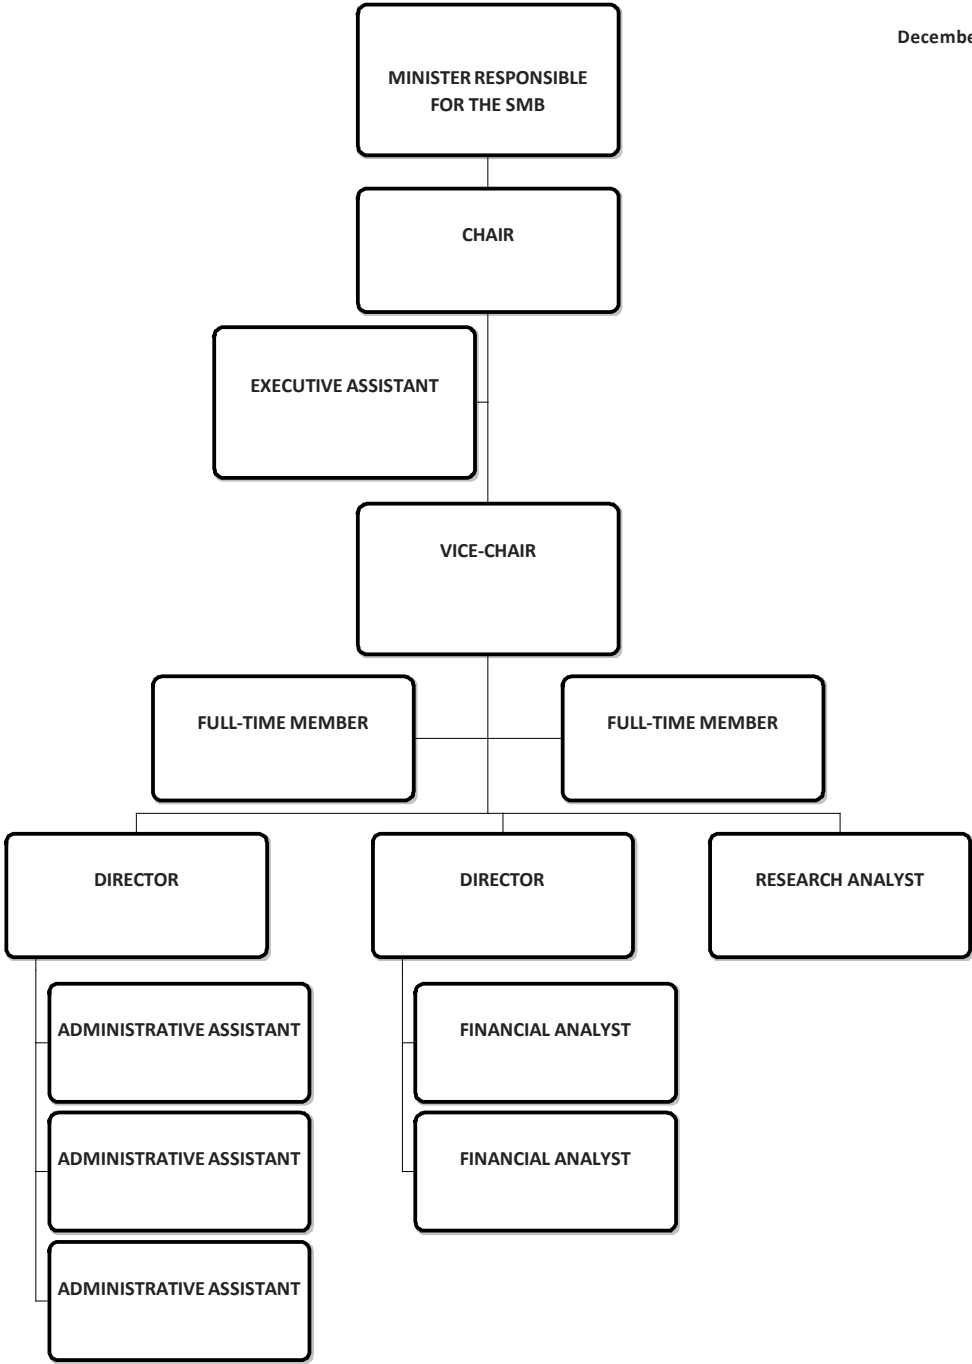 Decembe
MINISTER RESPONSIBLE
FOR THE SMB
CHAIR
EXECUTIVE ASSISTANT
VICE-CHAIR
FULL-TIME MEMBER
FULL-TIME MEMBER
DIRECTOR
DIRECTOR
RESEARCH ANALYST
ADMINISTRATIVE ASSISTANT
FINANCIAL ANALYST
ADMINISTRATIVE ASSISTANT
FINANCIAL ANALYST
ADMINISTRATIVE ASSISTANT